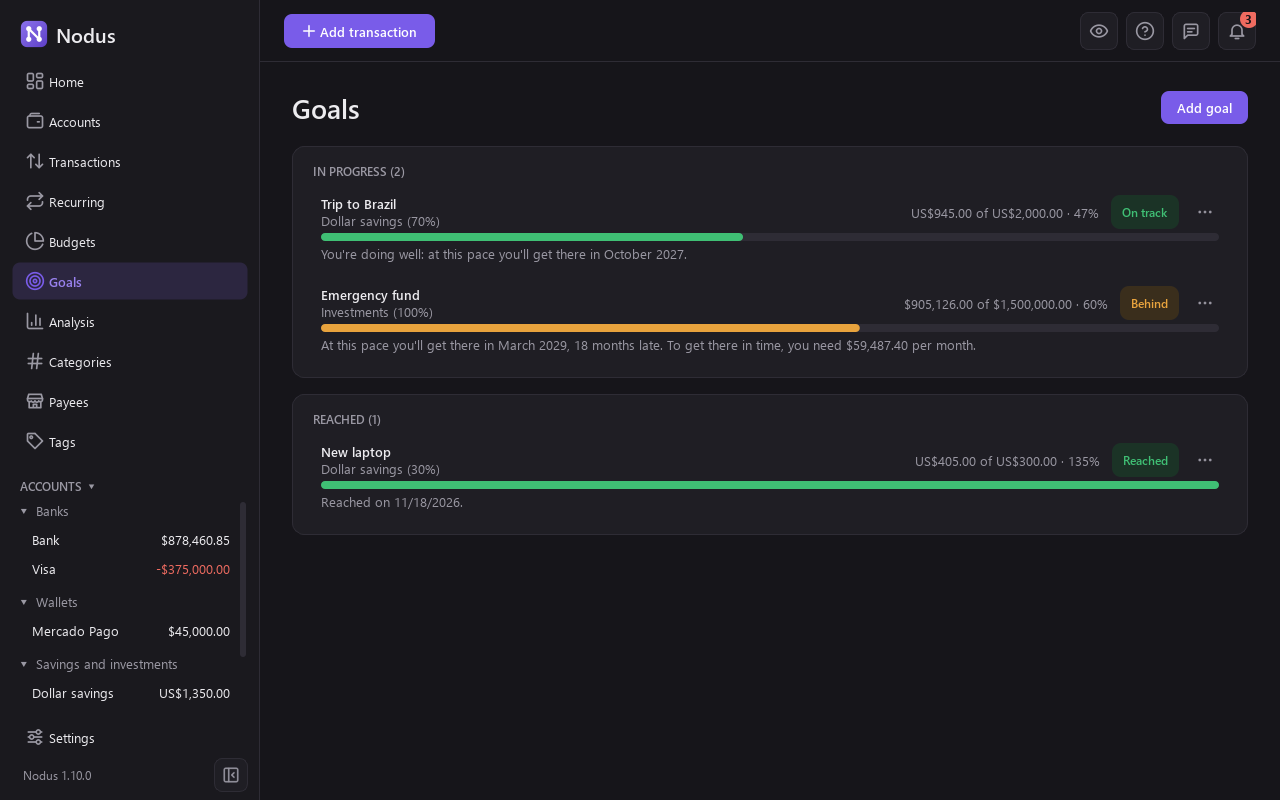 Nodus
Home
Accounts
Transactions
Recurring
Budgets
Goals
Analysis
Categories
Payees
Tags
ACCOUNTS
Banks
Bank $878,460.85
Visa -$375,000.00
Wallets
Mercado Pago $45,000.00
Savings and investments
Dollar savings US$1,350.00
Settings
Nodus 1.10.0
Add transaction
3
Goals
Add goal
IN PROGRESS (2)
Trip to Brazil
Dollar savings (70%)
US$945.00 of US$2,000.00 · 47%
On track
You're doing well: at this pace you'll get there in October 2027.
Emergency fund
Investments (100%)
$905,126.00 of $1,500,000.00 · 60%
Behind
At this pace you'll get there in March 2029, 18 months late. To get there in time, you need $59,487.40 per month.
REACHED (1)
New laptop
Dollar savings (30%)
US$405.00 of US$300.00 · 135%
Reached
Reached on 11/18/2026.